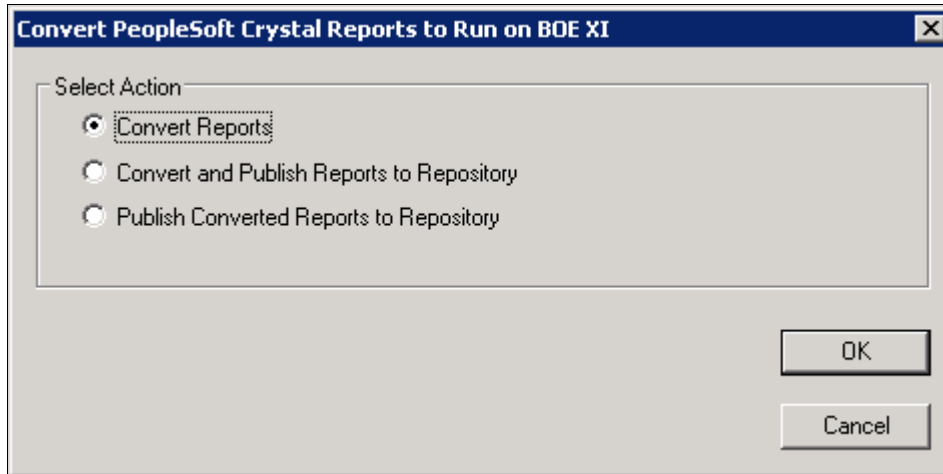 Convert PeopleSoft Crystal Reports to Run on BOE XI
Select Action
Convert Reports
Convert and Publish Reports to Repository
Publish Converted Reports to Repository
OK
Cancel